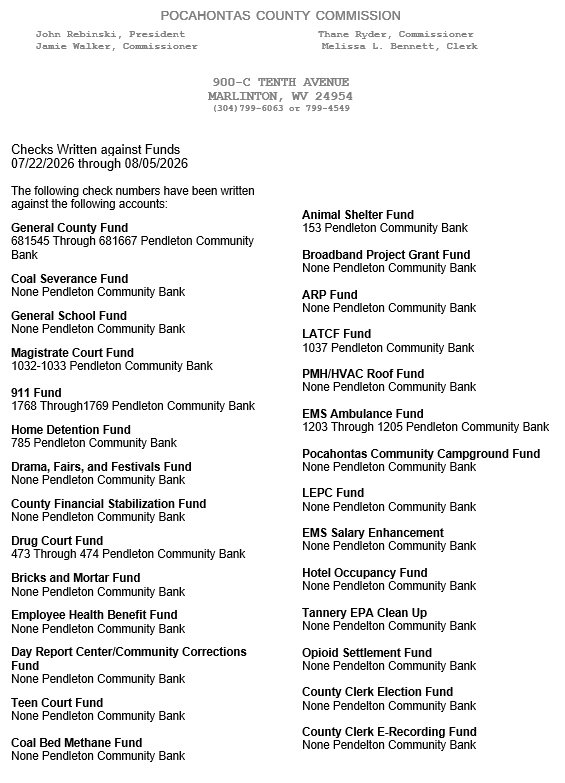 POCAHONTAS COUNTY COMMISSION
John Rebinski, President
Jamie Walker, Commissioner
Thane Ryder, Commissioner
Melissa L. Bennett, Clerk
900-C TENTH AVENUE
MARLINTON, WV 24954
(304)799-6063 or 799-4549
Checks Written against Funds
07/22/2026 through 08/05/2026
The following check numbers have been written
against the following accounts:
General County Fund
681545 Through 681667 Pendleton Community
Bank
Coal Severance Fund
None Pendleton Community Bank
General School Fund
None Pendleton Community Bank
Magistrate Court Fund
1032-1033 Pendleton Community Bank
911 Fund
1768 Through1769 Pendleton Community Bank
Home Detention Fund
785 Pendleton Community Bank
Drama, Fairs, and Festivals Fund
None Pendleton Community Bank
County Financial Stabilization Fund
None Pendleton Community Bank
Drug Court Fund
473 Through 474 Pendleton Community Bank
Bricks and Mortar Fund
None Pendleton Community Bank
Employee Health Benefit Fund
None Pendleton Community Bank
Day Report Center/Community Corrections
Fund
None Pendleton Community Bank
Teen Court Fund
None Pendleton Community Bank
Coal Bed Methane Fund
None Pendleton Community Bank
Animal Shelter Fund
153 Pendleton Community Bank
Broadband Project Grant Fund
None Pendleton Community Bank
ARP Fund
None Pendleton Community Bank
LATCF Fund
1037 Pendleton Community Bank
PMH/HVAC Roof Fund
None Pendleton Community Bank
EMS Ambulance Fund
1203 Through 1205 Pendleton Community Bank
Pocahontas Community Campground Fund
None Pendleton Community Bank
LEPC Fund
None Pendleton Community Bank
EMS Salary Enhancement
None Pendleton Community Bank
Hotel Occupancy Fund
None Pendleton Community Bank
Tannery EPA Clean Up
None Pendleton Community Bank
Opioid Settlement Fund
None Pendelton Community Bank
County Clerk Election Fund
None Pendleton Community Bank
County Clerk E-Recording Fund
None Pendleton Community Bank